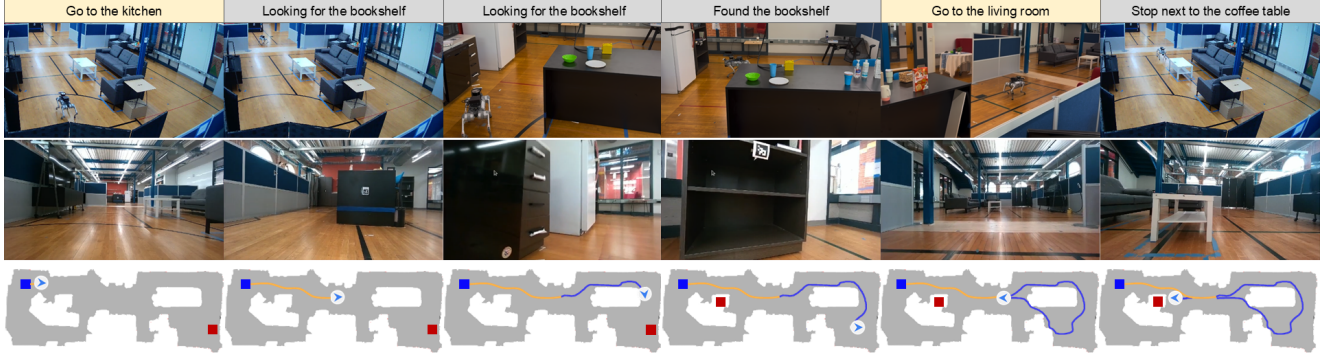 Go to the kitchen
Looking for the bookshelf
Looking for the bookshelf
Found the bookshelf
Go to the living room
Stop next to the coffee table